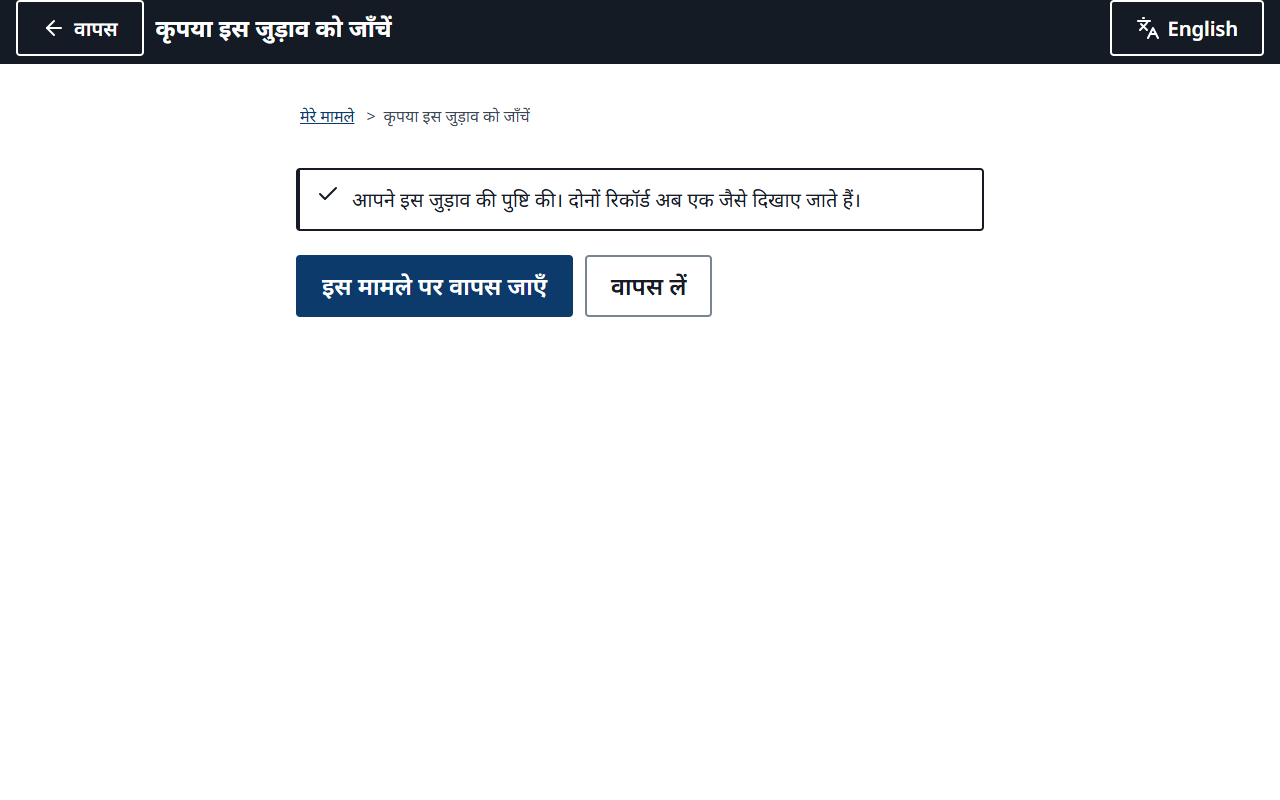 वापस
कृपया इस जुड़ाव को जाँचें
English
मेरे मामले > कृपया इस जुड़ाव को जाँचें
आपने इस जुड़ाव की पुष्टि की। दोनों रिकॉर्ड अब एक जैसे दिखाए जाते हैं।
इस मामले पर वापस जाएँ
वापस लें